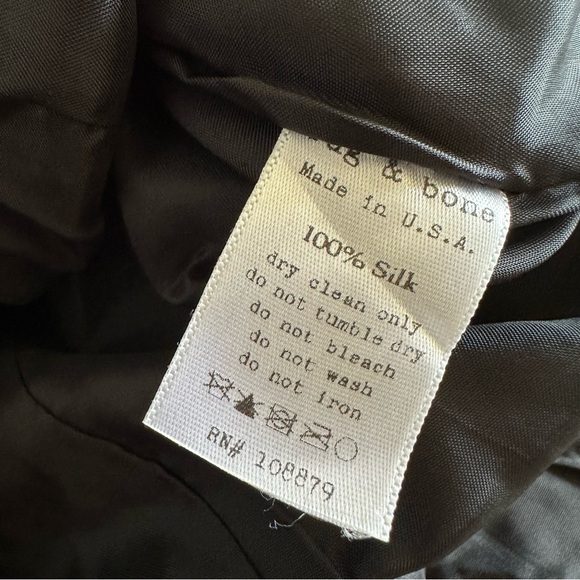 & bone
Made in U.S.A.
100% Silk
dry clean only
do not tumble dry
do not bleach
do not wash
do not iron
RN# 108879